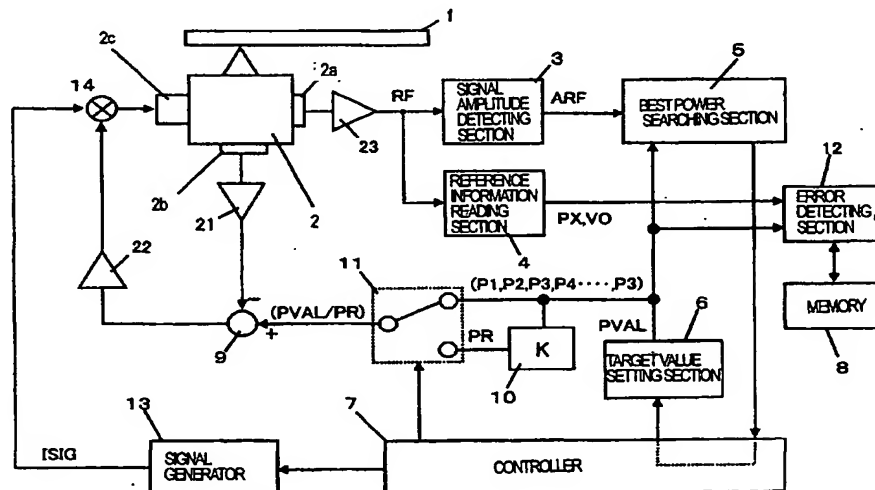 1
2c
14
2a
RF
3
SIGNAL
AMPLITUDE
DETECTING
SECTION
ARF
5
BEST POWER
SEARCHING SECTION
23
2b
2
21
22
REFERENCE
INFORMATION
READING
SECTION
4
PX,VO
12
ERROR
DETECTING
SECTION
11
(P1,P2,P3,P4·····,P3)
(PVAL/PR)
-
+
9
PR
K
10
PVAL
6
TARGET VALUE
SETTING SECTION
MEMORY
8
13
SIGNAL
GENERATOR
ISIG
7
CONTROLLER